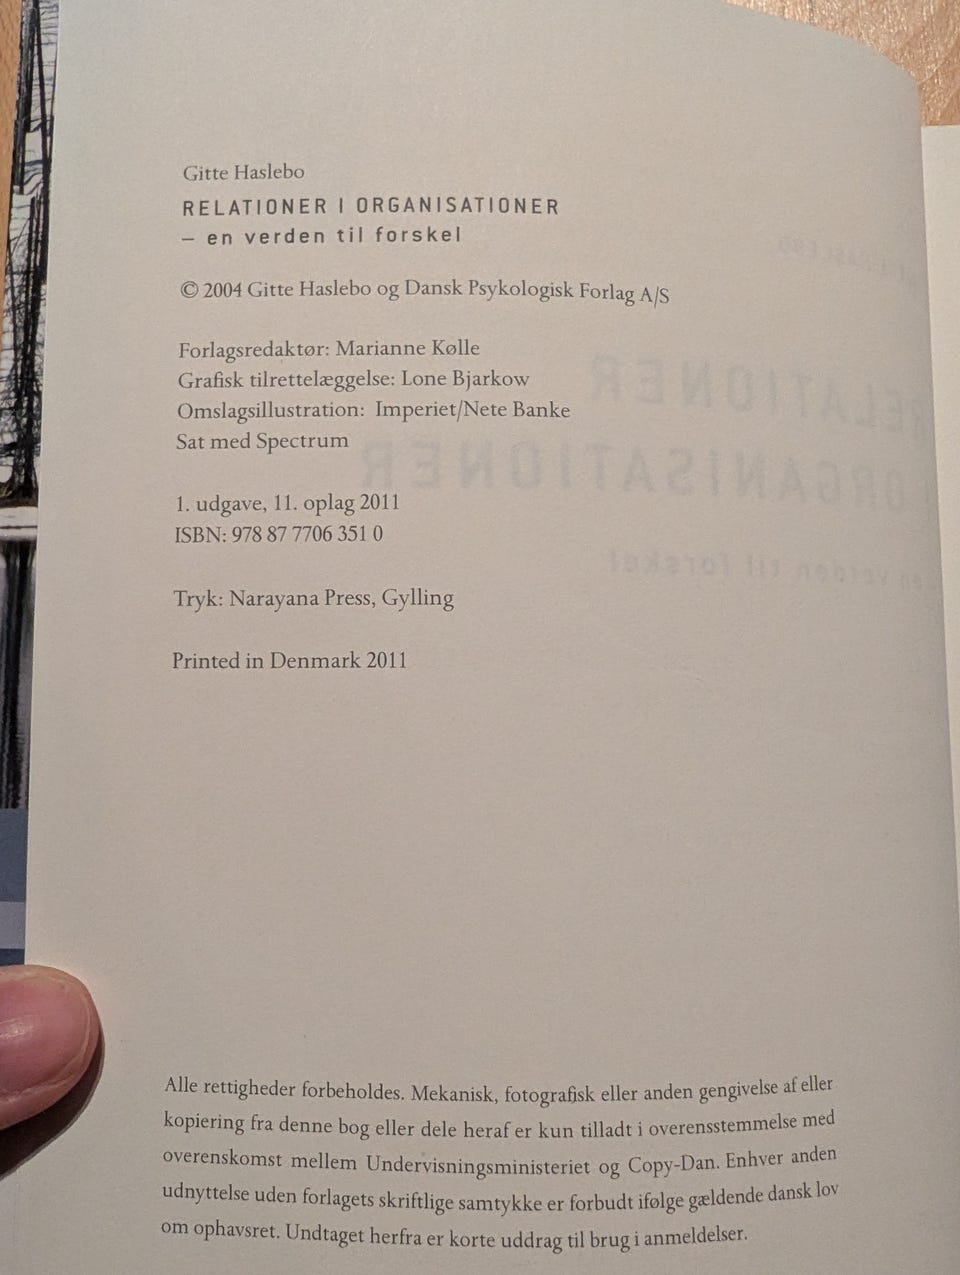 Gitte Haslebo
RELATIONER I ORGANISATIONER
– en verden til forskel
© 2004 Gitte Haslebo og Dansk Psykologisk Forlag A/S
Forlagsredaktør: Marianne Kølle
Grafisk tilrettelæggelse: Lone Bjarkow
Omslagsillustration: Imperiet/Nete Banke
Sat med Spectrum
1. udgave, 11. oplag 2011
ISBN: 978 87 7706 351 0
Tryk: Narayana Press, Gylling
Printed in Denmark 2011
Alle rettigheder forbeholdes. Mekanisk, fotografisk eller anden gengivelse af eller
kopiering fra denne bog eller dele heraf er kun tilladt i overensstemmelse med
overenskomst mellem Undervisningsministeriet og Copy-Dan. Enhver anden
udnyttelse uden forlagets skriftlige samtykke er forbudt ifølge gældende dansk lov
om ophavsret. Undtaget herfra er korte uddrag til brug i anmeldelser.